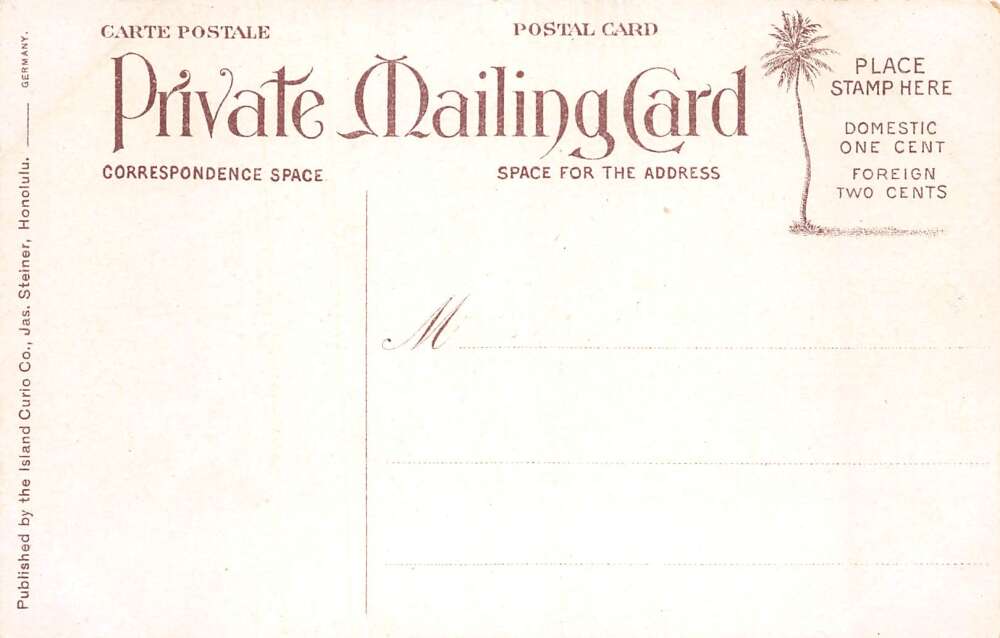 CARTE POSTALE
POSTAL CARD
Private Mailing Card
CORRESPONDENCE SPACE
SPACE FOR THE ADDRESS
PLACE
STAMP HERE
DOMESTIC
ONE CENT
FOREIGN
TWO CENTS
M
Published by the Island Curio Co., Jas. Steiner, Honolulu. GERMANY.